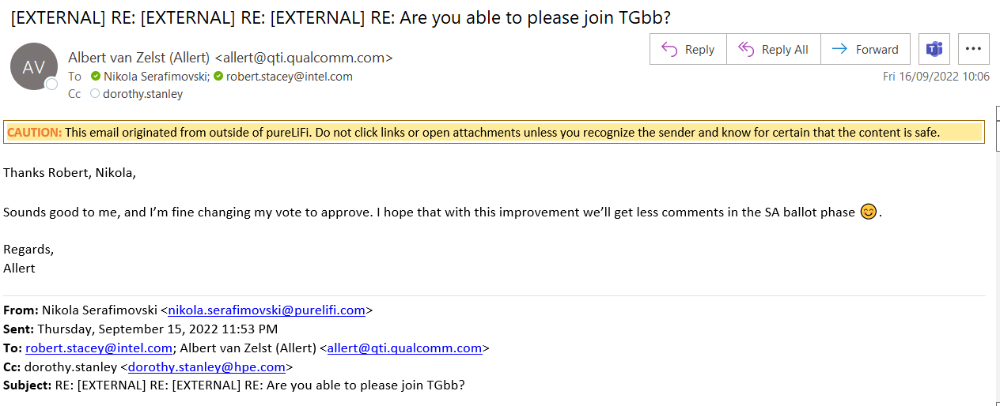 [EXTERNAL] RE: [EXTERNAL] RE: [EXTERNAL] RE: Are you able to please join TGbb?
AV
Albert van Zelst (Allert) <allert@qti.qualcomm.com>
Reply
Reply All
Forward
To Nikola Serafimovski; robert.stacey@intel.com
Fri 16/09/2022 10:06
Cc dorothy.stanley
CAUTION: This email originated from outside of pureLiFi. Do not click links or open attachments unless you recognize the sender and know for certain that the content is safe.
Thanks Robert, Nikola,
Sounds good to me, and I’m fine changing my vote to approve. I hope that with this improvement we’ll get less comments in the SA ballot phase 😊.
Regards,
Allert
From: Nikola Serafimovski <nikola.serafimovski@purelifi.com>
Sent: Thursday, September 15, 2022 11:53 PM
To: robert.stacey@intel.com; Albert van Zelst (Allert) <allert@qti.qualcomm.com>
Cc: dorothy.stanley <dorothy.stanley@hpe.com>
Subject: RE: [EXTERNAL] RE: [EXTERNAL] RE: Are you able to please join TGbb?